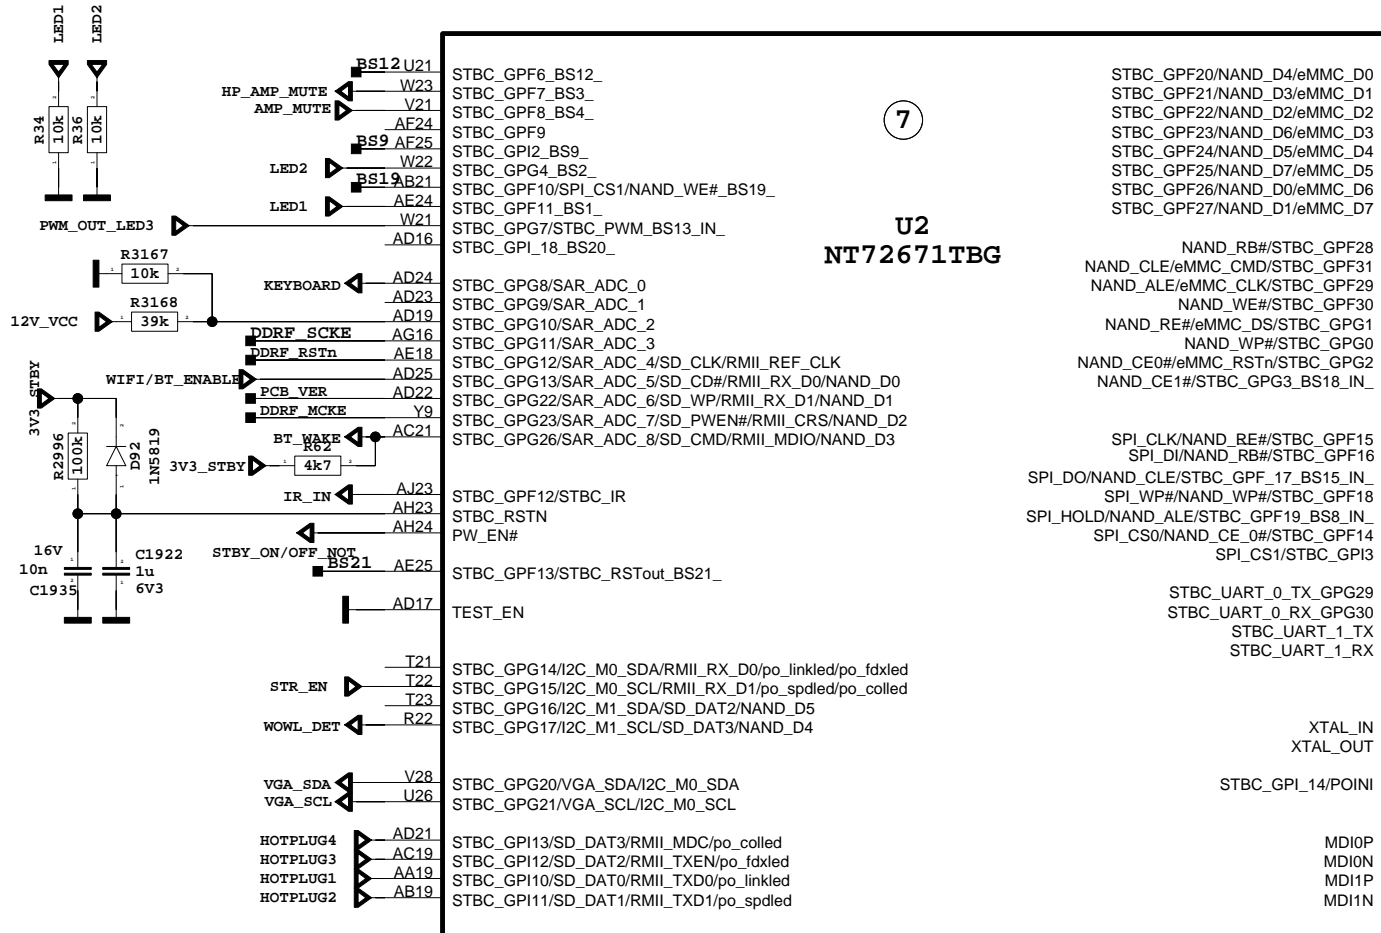 LED1
LED2
R34
10k
R36
10k
BS12 U21 STBC_GPF6_BS12_
HP_AMP_MUTE W23 STBC_GPF7_BS3_
AMP_MUTE V21 STBC_GPF8_BS4_
AF24 STBC_GPF9
BS9 AF25 STBC_GPI2_BS9_
LED2 W22 STBC_GPG4_BS2_
BS19 AB21 STBC_GPF10/SPI_CS1/NAND_WE#_BS19_
LED1 AE24 STBC_GPF11_BS1_
PWM_OUT_LED3 W21 STBC_GPG7/STBC_PWM_BS13_IN_
AD16 STBC_GPI_18_BS20_
R3167
10k
KEYBOARD AD24 STBC_GPG8/SAR_ADC_0
AD23 STBC_GPG9/SAR_ADC_1
R3168
12V_VCC 39k AD19 STBC_GPG10/SAR_ADC_2
DDRF_SCKE AG16 STBC_GPG11/SAR_ADC_3
DDRF_RSTn AE18 STBC_GPG12/SAR_ADC_4/SD_CLK/RMII_REF_CLK
WIFI/BT_ENABLE AD25 STBC_GPG13/SAR_ADC_5/SD_CD#/RMII_RX_D0/NAND_D0
PCB_VER AD22 STBC_GPG22/SAR_ADC_6/SD_WP/RMII_RX_D1/NAND_D1
DDRF_MCKE Y9 STBC_GPG23/SAR_ADC_7/SD_PWEN#/RMII_CRS/NAND_D2
BT_WAKE AC21 STBC_GPG26/SAR_ADC_8/SD_CMD/RMII_MDIO/NAND_D3
3V3_STBY
R2996
100k
D92
1N5819
R62
3V3_STBY 4k7
IR_IN AJ23 STBC_GPF12/STBC_IR
AH23 STBC_RSTN
AH24 PW_EN#
STBY_ON/OFF_NOT
16V
10n
C1935
C1922
1u
6V3
BS21 AE25 STBC_GPF13/STBC_RSTout_BS21_
AD17 TEST_EN
T21 STBC_GPG14/I2C_M0_SDA/RMII_RX_D0/po_linkled/po_fdxled
STR_EN T22 STBC_GPG15/I2C_M0_SCL/RMII_RX_D1/po_spdled/po_colled
T23 STBC_GPG16/I2C_M1_SDA/SD_DAT2/NAND_D5
WOWL_DET R22 STBC_GPG17/I2C_M1_SCL/SD_DAT3/NAND_D4
VGA_SDA V28 STBC_GPG20/VGA_SDA/I2C_M0_SDA
VGA_SCL U26 STBC_GPG21/VGA_SCL/I2C_M0_SCL
HOTPLUG4 AD21 STBC_GPI13/SD_DAT3/RMII_MDC/po_colled
HOTPLUG3 AC19 STBC_GPI12/SD_DAT2/RMII_TXEN/po_fdxled
HOTPLUG1 AA19 STBC_GPI10/SD_DAT0/RMII_TXD0/po_linkled
HOTPLUG2 AB19 STBC_GPI11/SD_DAT1/RMII_TXD1/po_spdled
7
U2
NT72671TBG
STBC_GPF20/NAND_D4/eMMC_D0
STBC_GPF21/NAND_D3/eMMC_D1
STBC_GPF22/NAND_D2/eMMC_D2
STBC_GPF23/NAND_D6/eMMC_D3
STBC_GPF24/NAND_D5/eMMC_D4
STBC_GPF25/NAND_D7/eMMC_D5
STBC_GPF26/NAND_D0/eMMC_D6
STBC_GPF27/NAND_D1/eMMC_D7
NAND_RB#/STBC_GPF28
NAND_CLE/eMMC_CMD/STBC_GPF31
NAND_ALE/eMMC_CLK/STBC_GPF29
NAND_WE#/STBC_GPF30
NAND_RE#/eMMC_DS/STBC_GPG1
NAND_WP#/STBC_GPG0
NAND_CE0#/eMMC_RSTn/STBC_GPG2
NAND_CE1#/STBC_GPG3_BS18_IN_
SPI_CLK/NAND_RE#/STBC_GPF15
SPI_DI/NAND_RB#/STBC_GPF16
SPI_DO/NAND_CLE/STBC_GPF_17_BS15_IN_
SPI_WP#/NAND_WP#/STBC_GPF18
SPI_HOLD/NAND_ALE/STBC_GPF19_BS8_IN_
SPI_CS0/NAND_CE_0#/STBC_GPF14
SPI_CS1/STBC_GPI3
STBC_UART_0_TX_GPG29
STBC_UART_0_RX_GPG30
STBC_UART_1_TX
STBC_UART_1_RX
XTAL_IN
XTAL_OUT
STBC_GPI_14/POINI
MDI0P
MDI0N
MDI1P
MDI1N